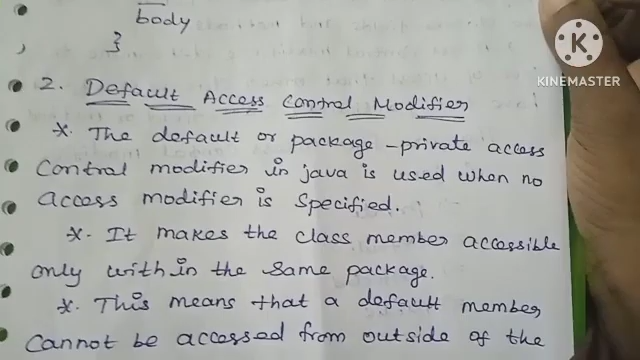 body
}
2. Default Access Control Modifier
*. The default or package-private access
control modifier in java is used when no
access modifier is specified.
*. It makes the class member accessible
only with in the same package.
*. This means that a default member
cannot be accessed from outside of the
K
KINEMASTER